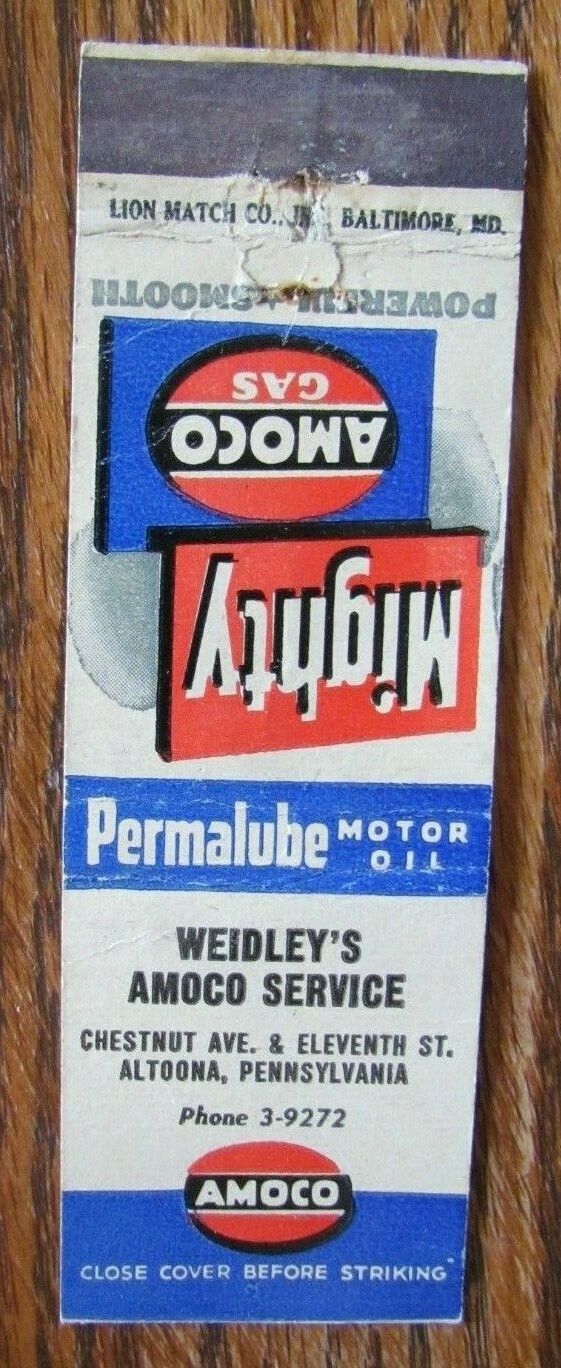 LION MATCH CO., IN BALTIMORE, MD.
POWERFUL SMOOTH
AMOCO
GAS
Mighty
Permalube MOTOR
OIL
WEIDLEY'S
AMOCO SERVICE
CHESTNUT AVE. & ELEVENTH ST.
ALTOONA, PENNSYLVANIA
Phone 3-9272
AMOCO
CLOSE COVER BEFORE STRIKING